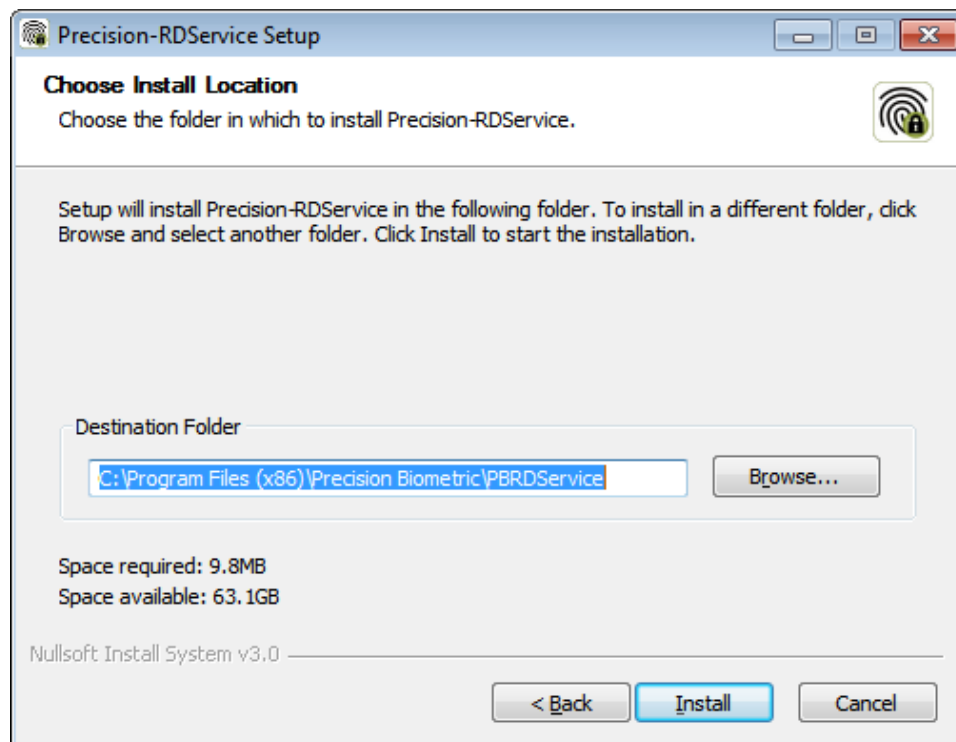 Precision-RDService Setup
Choose Install Location
Choose the folder in which to install Precision-RDService.
Setup will install Precision-RDService in the following folder. To install in a different folder, click
Browse and select another folder. Click Install to start the installation.
Destination Folder
C:\Program Files (x86)\Precision Biometric\PBRDService
Browse...
Space required: 9.8MB
Space available: 63.1GB
Nullsoft Install System v3.0
< Back
Install
Cancel